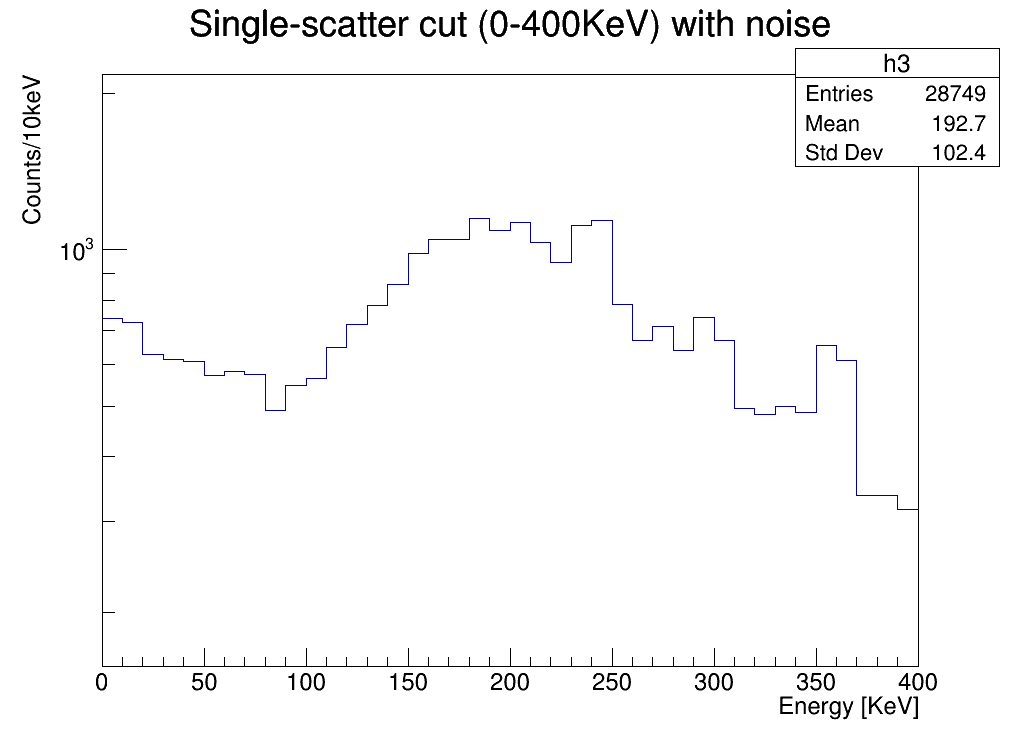 Single-scatter cut (0-400KeV) with noise
h3
Entries 28749
Mean 192.7
Std Dev 102.4
Counts/10keV
10³
0 50 100 150 200 250 300 350 400
Energy [KeV]